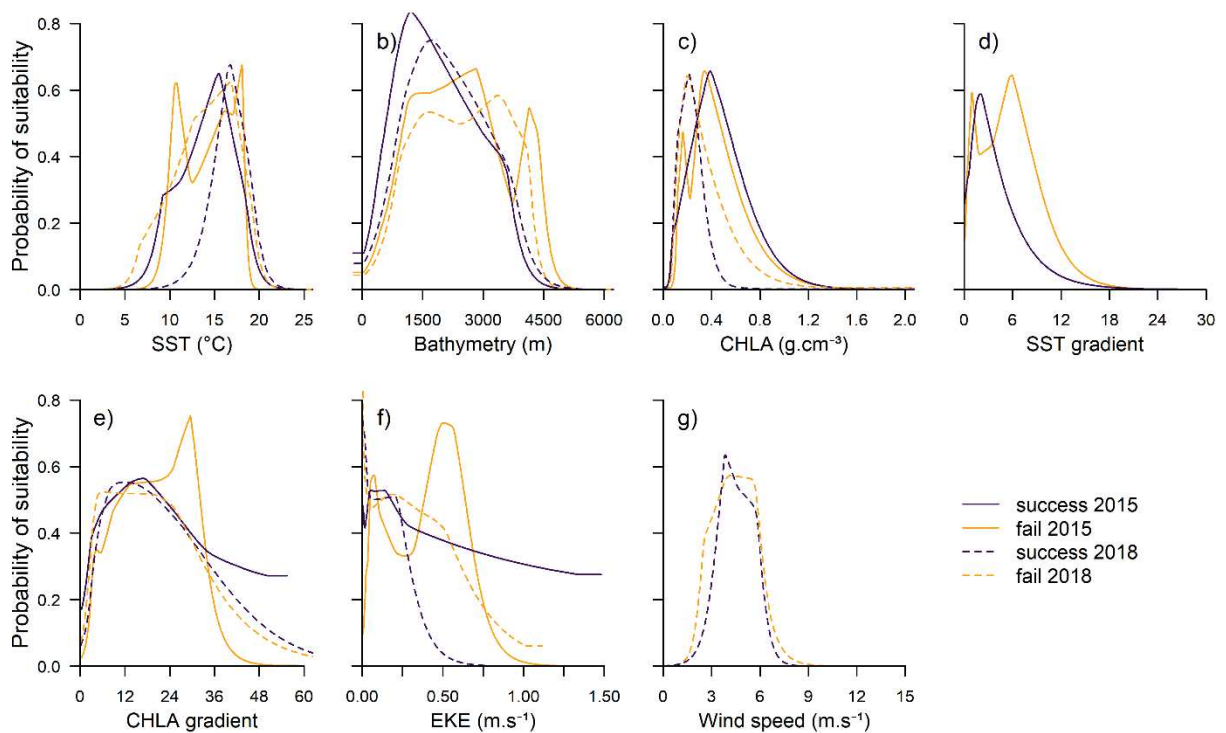 Probability of suitability
0.8
0.6
0.4
0.2
0.0
0 5 10 15 20 25
SST (°C)
b)
0 1500 3000 4500 6000
Bathymetry (m)
c)
0.0 0.4 0.8 1.2 1.6 2.0
CHLA (g.cm⁻³)
d)
0 6 12 18 24 30
SST gradient
Probability of suitability
0.8
0.6
0.4
0.2
0.0
e)
0 12 24 36 48 60
CHLA gradient
f)
0.00 0.50 1.00 1.50
EKE (m.s⁻¹)
g)
0 3 6 9 12 15
Wind speed (m.s⁻¹)
success 2015
fail 2015
success 2018
fail 2018